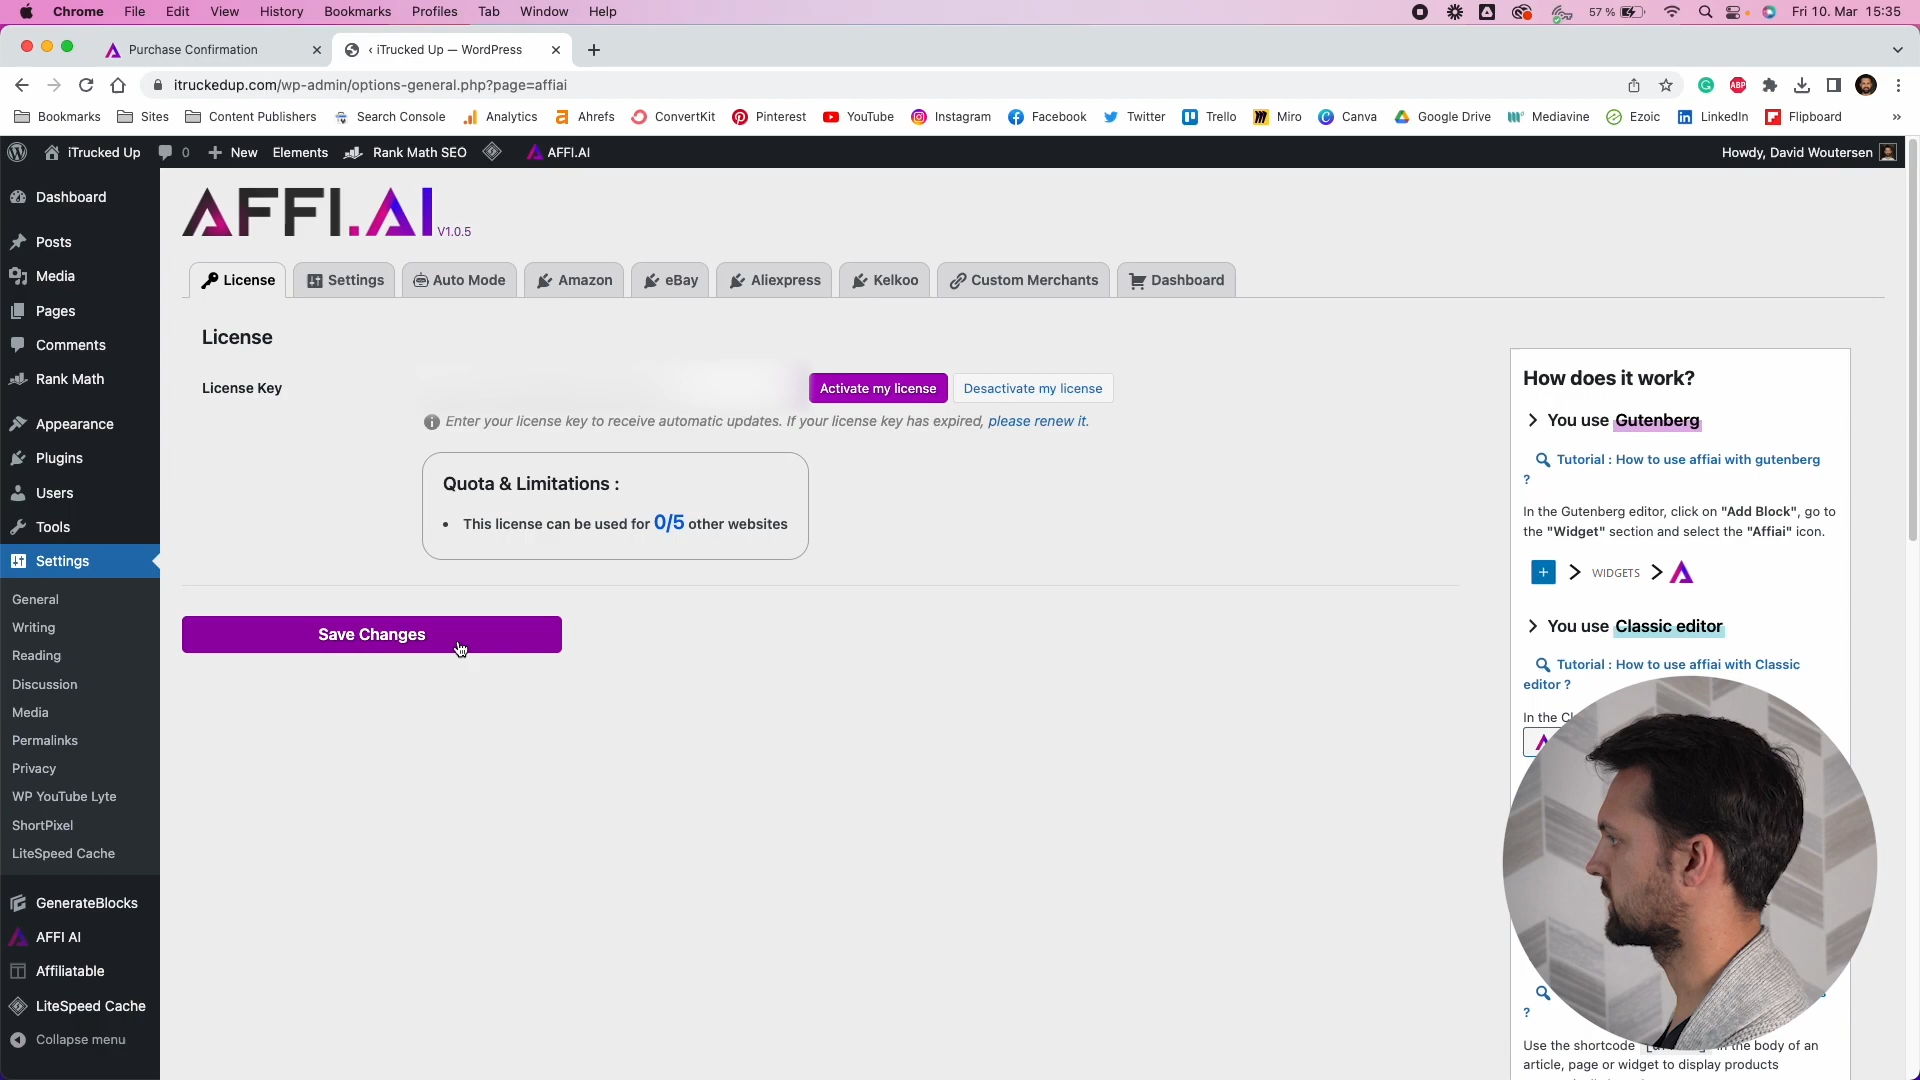 Chrome File Edit View History Bookmarks Profiles Tab Window Help 57 % Fri 10. Mar 15:35
Purchase Confirmation ‹ iTrucked Up — WordPress
itruckedup.com/wp-admin/options-general.php?page=affiai
Bookmarks Sites Content Publishers Search Console Analytics Ahrefs ConvertKit Pinterest YouTube Instagram Facebook Twitter Trello Miro Canva Google Drive Mediavine Ezoic LinkedIn Flipboard »
iTrucked Up 0 New Elements Rank Math SEO AFFI.AI Howdy, David Woutersen
Dashboard
Posts
Media
Pages
Comments
Rank Math
Appearance
Plugins
Users
Tools
Settings
General
Writing
Reading
Discussion
Media
Permalinks
Privacy
WP YouTube Lyte
ShortPixel
LiteSpeed Cache
GenerateBlocks
AFFI AI
Affiliatable
LiteSpeed Cache
Collapse menu
AFFI.AI V1.0.5
License Settings Auto Mode Amazon eBay Aliexpress Kelkoo Custom Merchants Dashboard
License
License Key Activate my license Desactivate my license
Enter your license key to receive automatic updates. If your license key has expired, please renew it.
Quota & Limitations :
• This license can be used for 0/5 other websites
Save Changes
How does it work?
You use Gutenberg
Tutorial : How to use affiai with gutenberg
?
In the Gutenberg editor, click on "Add Block", go to
the "Widget" section and select the "Affiai" icon.
+ WIDGETS
You use Classic editor
Tutorial : How to use affiai with Classic
editor ?
In the
?
Use the shortcode in the body of an
article, page or widget to display products